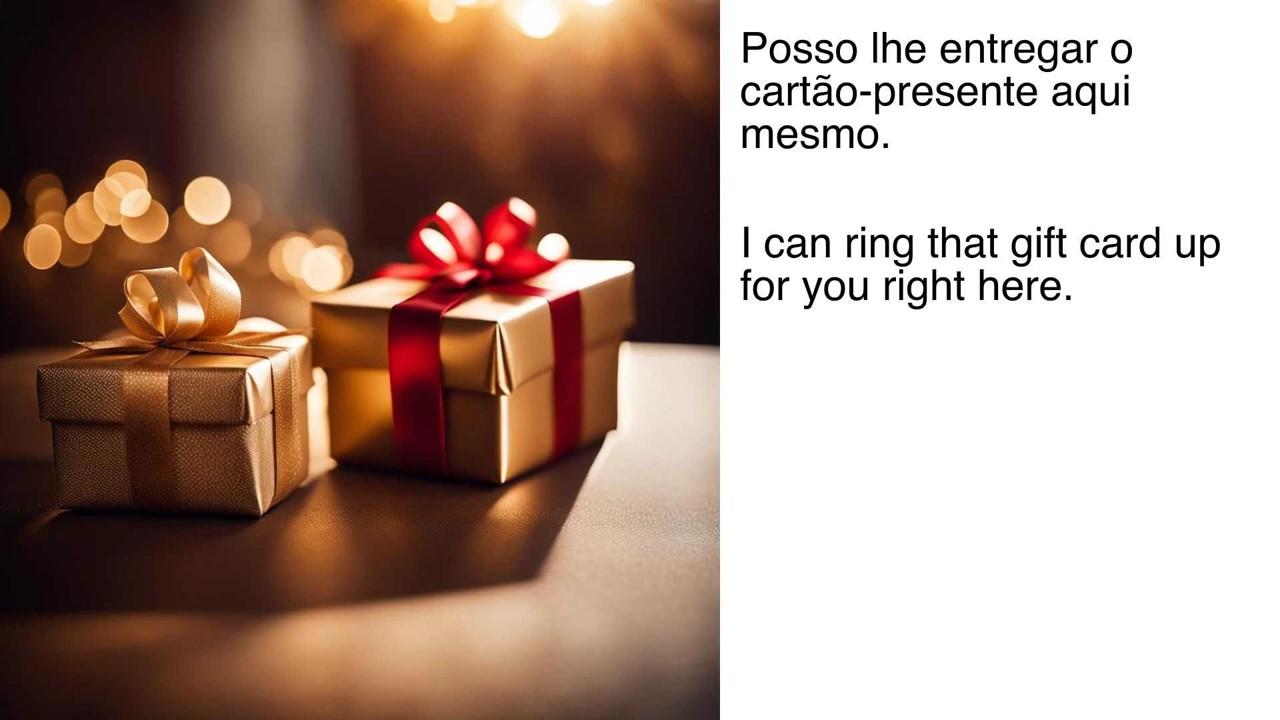 Posso lhe entregar o
cartão-presente aqui
mesmo.
I can ring that gift card up
for you right here.